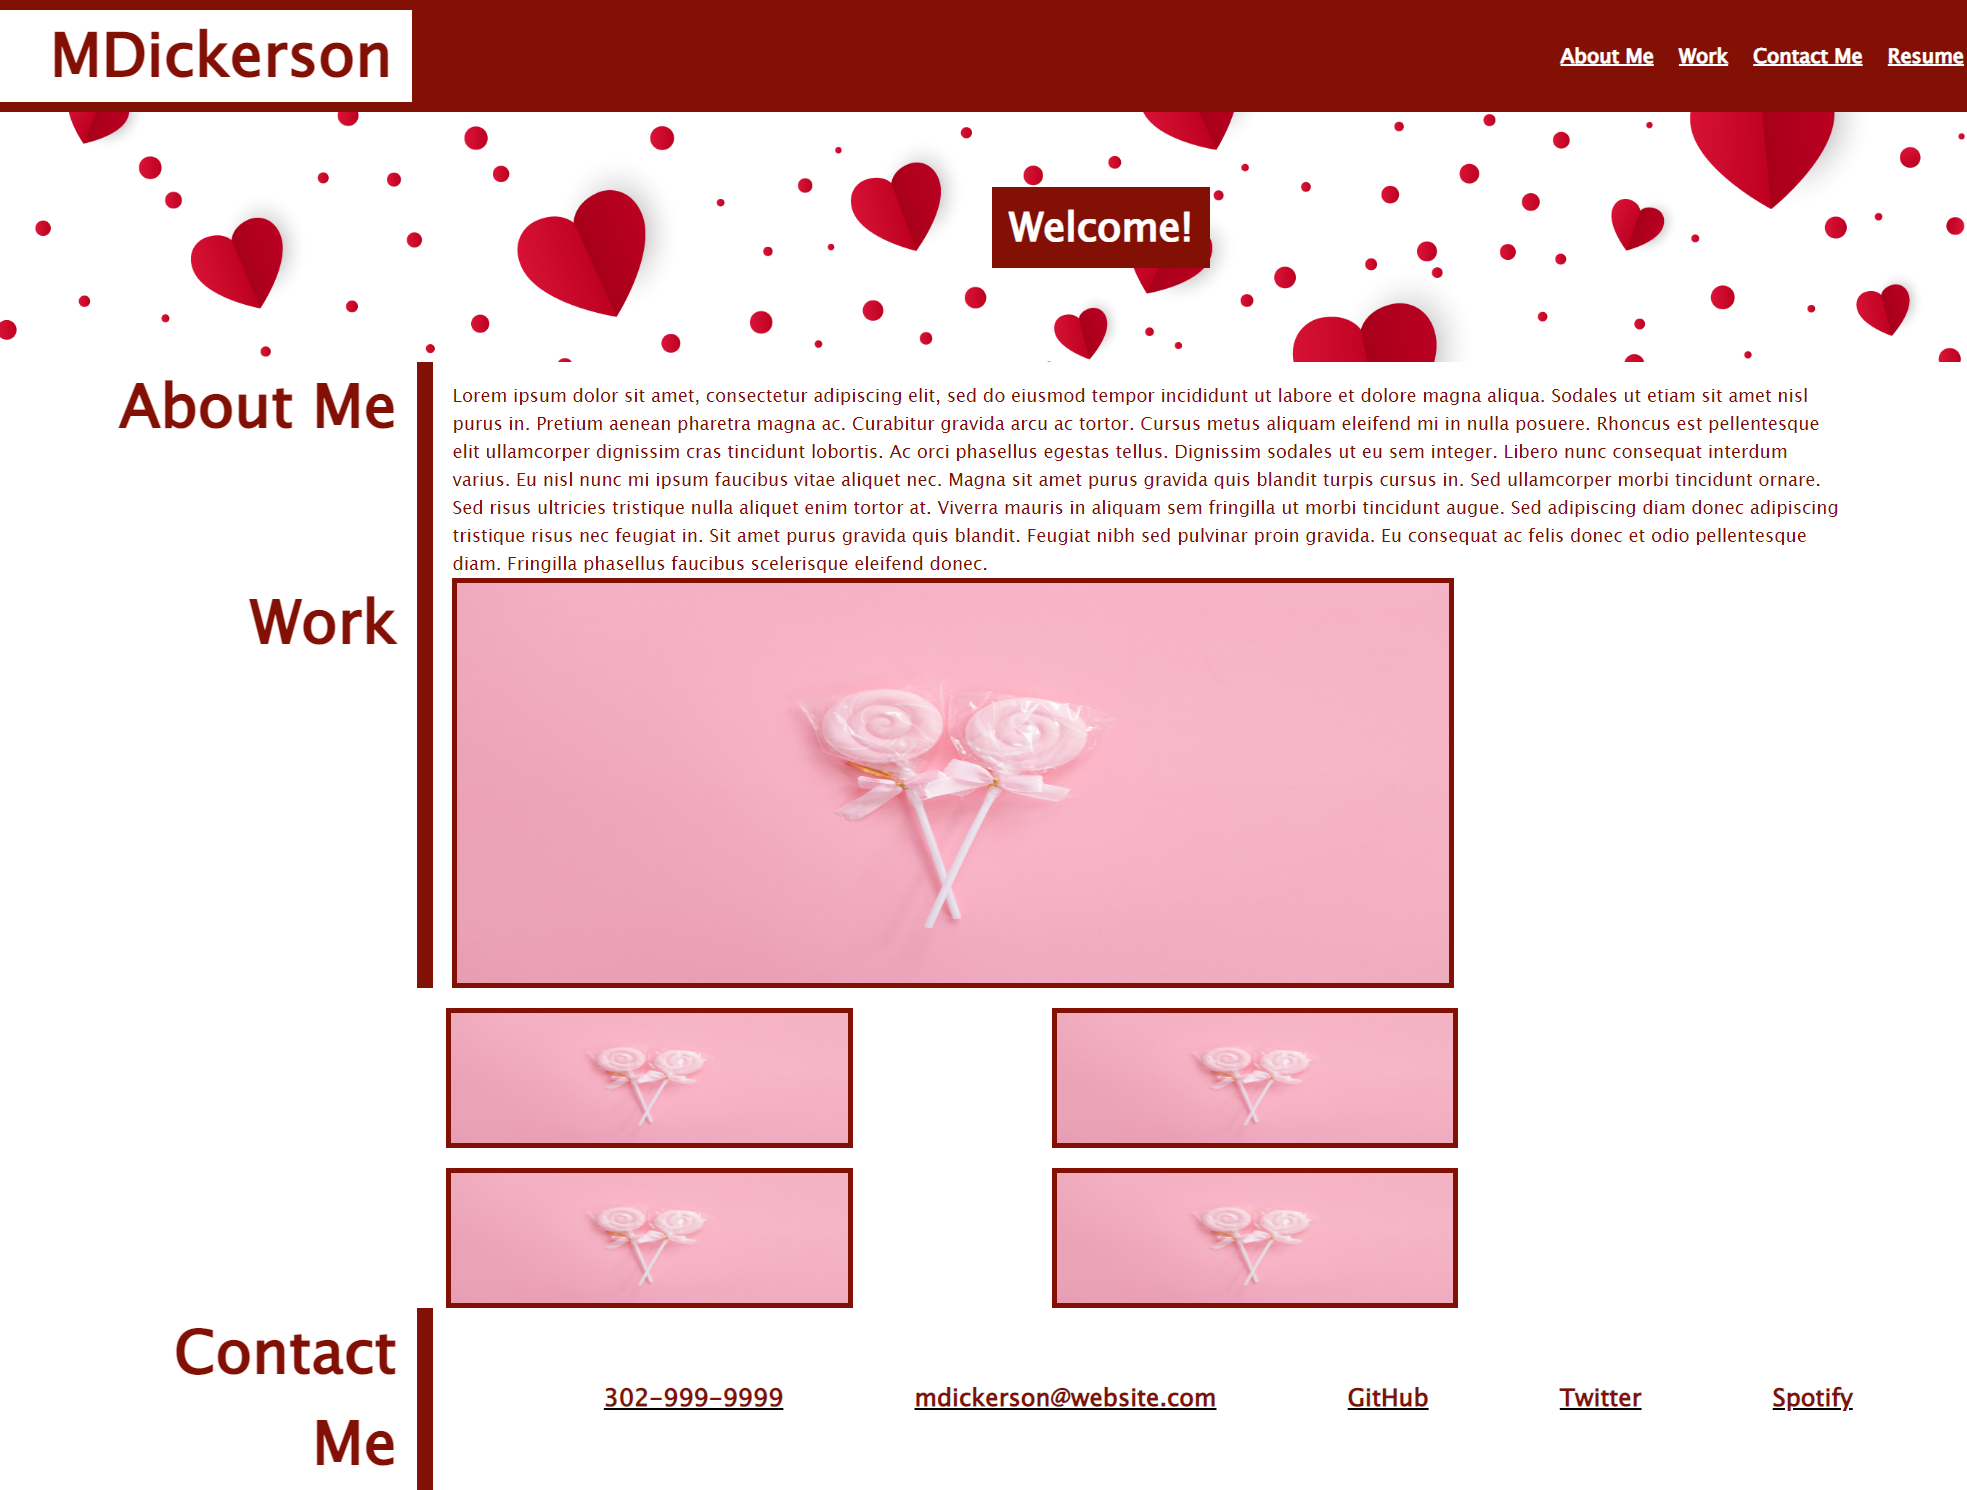 MDickerson
About Me Work Contact Me Resume
Welcome!
About Me
Lorem ipsum dolor sit amet, consectetur adipiscing elit, sed do eiusmod tempor incididunt ut labore et dolore magna aliqua. Sodales ut etiam sit amet nisl
purus in. Pretium aenean pharetra magna ac. Curabitur gravida arcu ac tortor. Cursus metus aliquam eleifend mi in nulla posuere. Rhoncus est pellentesque
elit ullamcorper dignissim cras tincidunt lobortis. Ac orci phasellus egestas tellus. Dignissim sodales ut eu sem integer. Libero nunc consequat interdum
varius. Eu nisl nunc mi ipsum faucibus vitae aliquet nec. Magna sit amet purus gravida quis blandit turpis cursus in. Sed ullamcorper morbi tincidunt ornare.
Sed risus ultricies tristique nulla aliquet enim tortor at. Viverra mauris in aliquam sem fringilla ut morbi tincidunt augue. Sed adipiscing diam donec adipiscing
tristique risus nec feugiat in. Sit amet purus gravida quis blandit. Feugiat nibh sed pulvinar proin gravida. Eu consequat ac felis donec et odio pellentesque
diam. Fringilla phasellus faucibus scelerisque eleifend donec.
Work
Contact
Me
302-999-9999 mdickerson@website.com GitHub Twitter Spotify